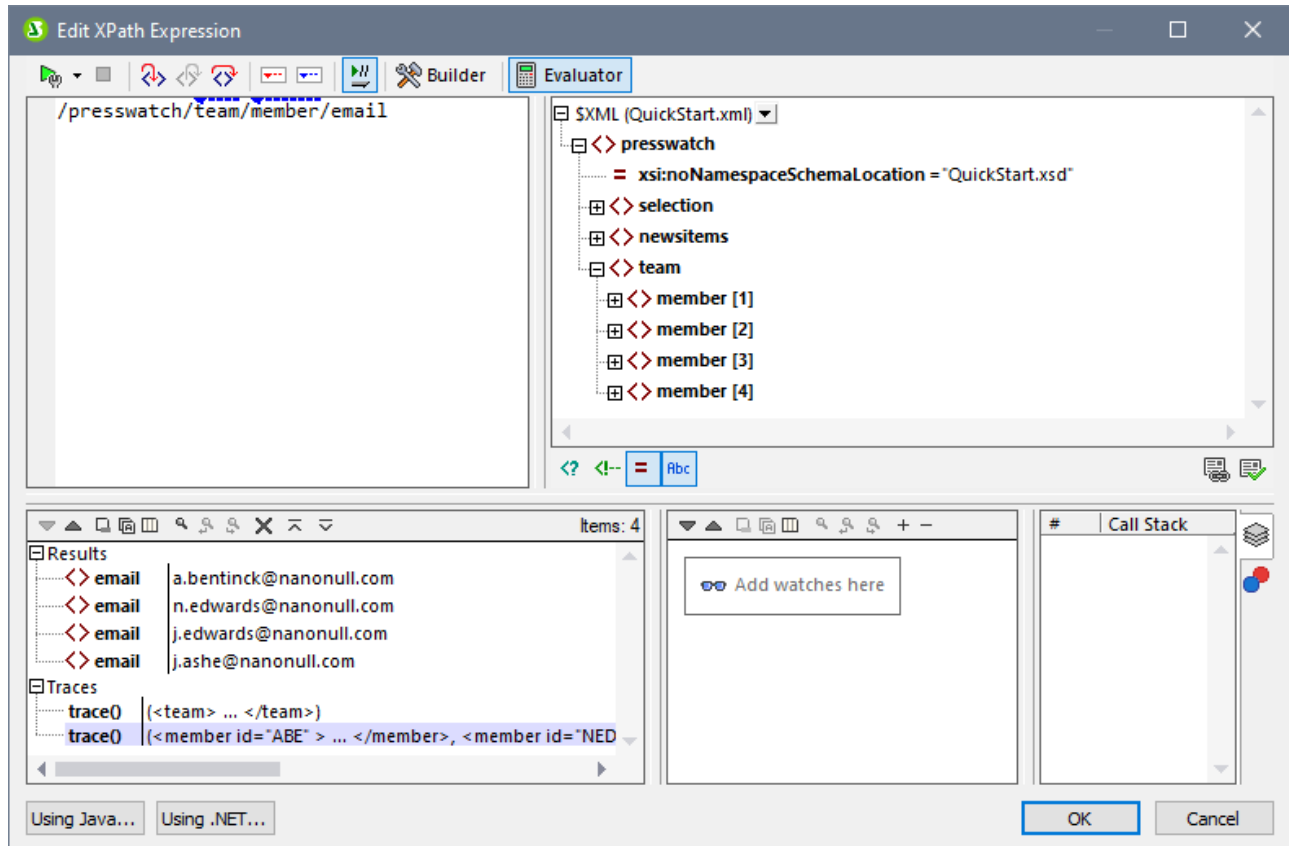 Edit XPath Expression
Builder Evaluator
/presswatch/team/member/email
$XML (QuickStart.xml)
<> presswatch
= xsi:noNamespaceSchemaLocation ="QuickStart.xsd"
<> selection
<> newsitems
<> team
<> member [1]
<> member [2]
<> member [3]
<> member [4]
<? <!-- = Abc
Items: 4
Results
<> email a.bentinck@nanonull.com
<> email n.edwards@nanonull.com
<> email j.edwards@nanonull.com
<> email j.ashe@nanonull.com
Traces
trace() (<team> ... </team>)
trace() (<member id="ABE" > ... </member>, <member id="NED
Add watches here
# Call Stack
Using Java... Using .NET... OK Cancel